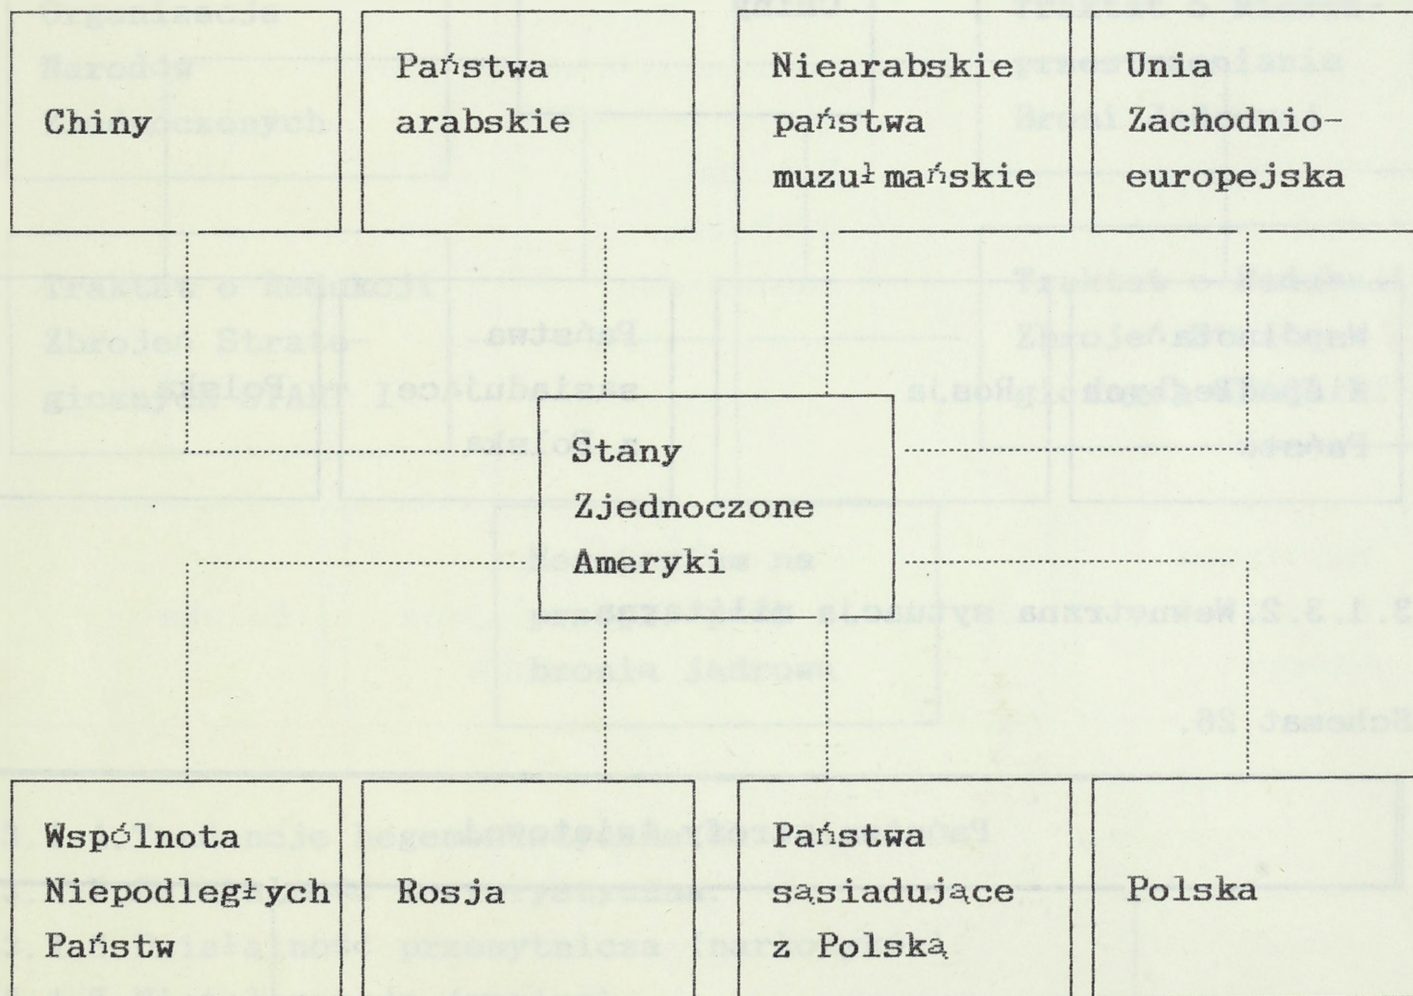 Chiny
Państwa
arabskie
Niearabskie
państwa
muzułmańskie
Unia
Zachodnio-
europejska
Stany
Zjednoczone
Ameryki
Wspólnota
Niepodległych
Państw
Rosja
Państwa
sąsiadujące
z Polską
Polska